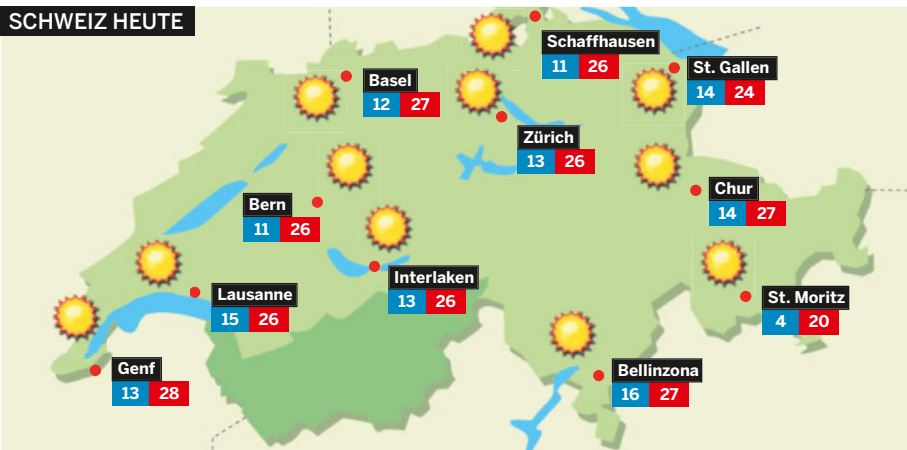 SCHWEIZ HEUTE
Schaffhausen
11 26
St. Gallen
14 24
Basel
12 27
Zürich
13 26
Chur
14 27
Bern
11 26
Interlaken
13 26
Lausanne
15 26
St. Moritz
4 20
Genf
13 28
Bellinzona
16 27